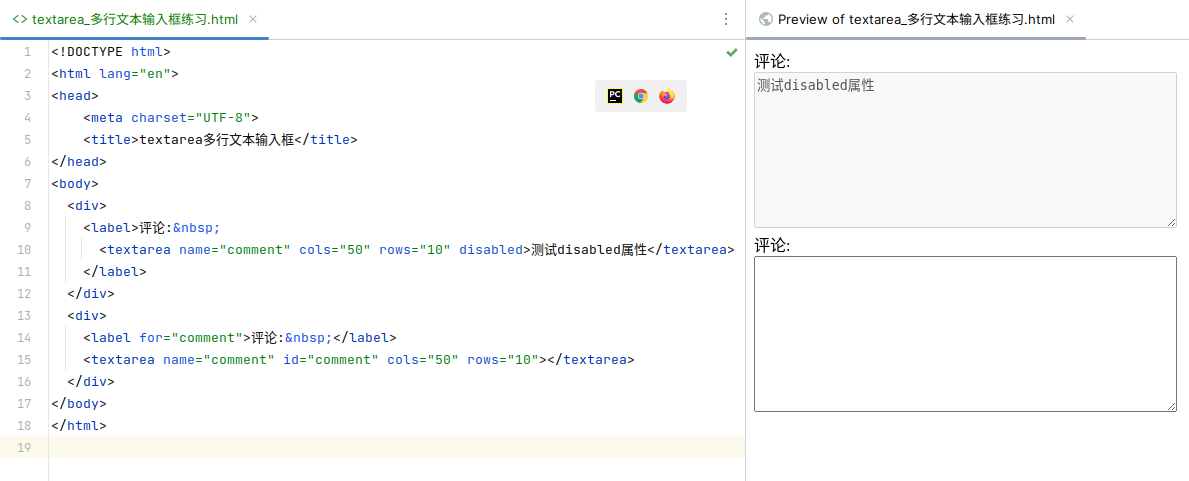 <> textarea_多行文本输入框练习.html ×
Preview of textarea_多行文本输入框练习.html ×
1 <!DOCTYPE html>
2 <html lang="en">
3 <head>
4 <meta charset="UTF-8">
5 <title>textarea多行文本输入框</title>
6 </head>
7 <body>
8 <div>
9 <label>评论:&nbsp;
10 <textarea name="comment" cols="50" rows="10" disabled>测试disabled属性</textarea>
11 </label>
12 </div>
13 <div>
14 <label for="comment">评论:&nbsp;</label>
15 <textarea name="comment" id="comment" cols="50" rows="10"></textarea>
16 </div>
17 </body>
18 </html>
19
PC
评论:
测试disabled属性
评论: